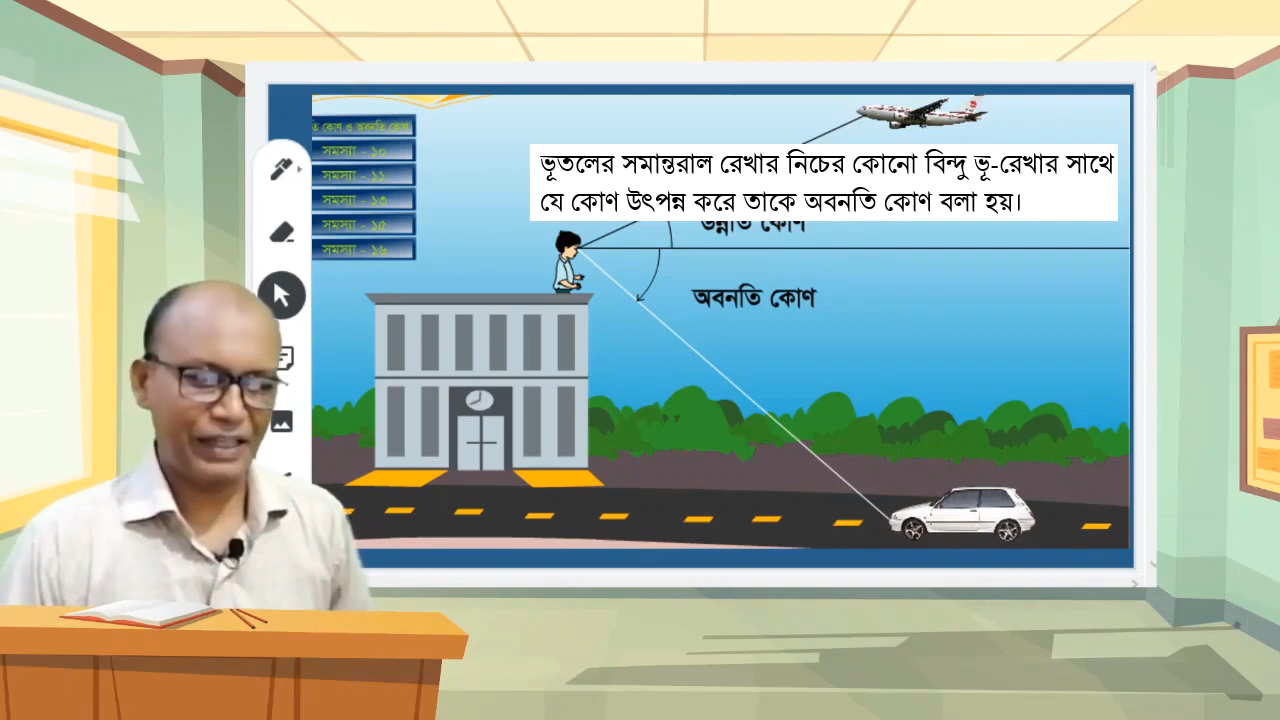 তি কোণ ও অবনতি কোণ
সমস্যা - ১০
সমস্যা - ১১
সমস্যা - ১৩
সমস্যা - ১৫
সমস্যা - ১৬
ভূতলের সমান্তরাল রেখার নিচের কোনো বিন্দু ভূ-রেখার সাথে
যে কোণ উৎপন্ন করে তাকে অবনতি কোণ বলা হয়।
উন্নতি কোণ
অবনতি কোণ